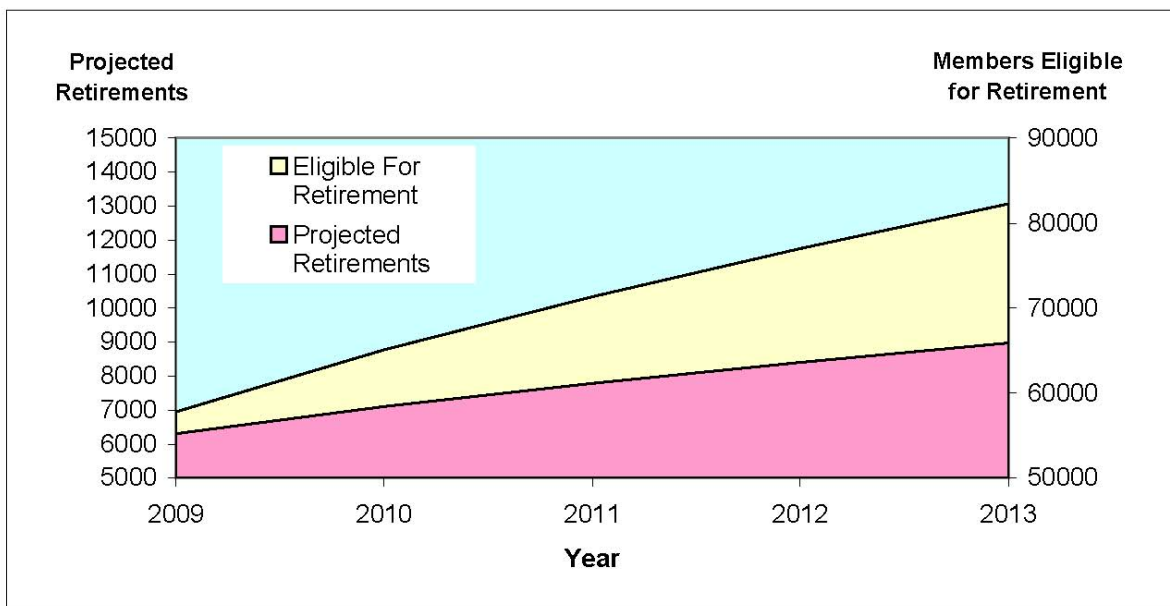 Projected
Retirements
Members Eligible
for Retirement
15000
14000
13000
12000
11000
10000
9000
8000
7000
6000
5000
Eligible For
Retirement
Projected
Retirements
90000
80000
70000
60000
50000
2009 2010 2011 2012 2013
Year